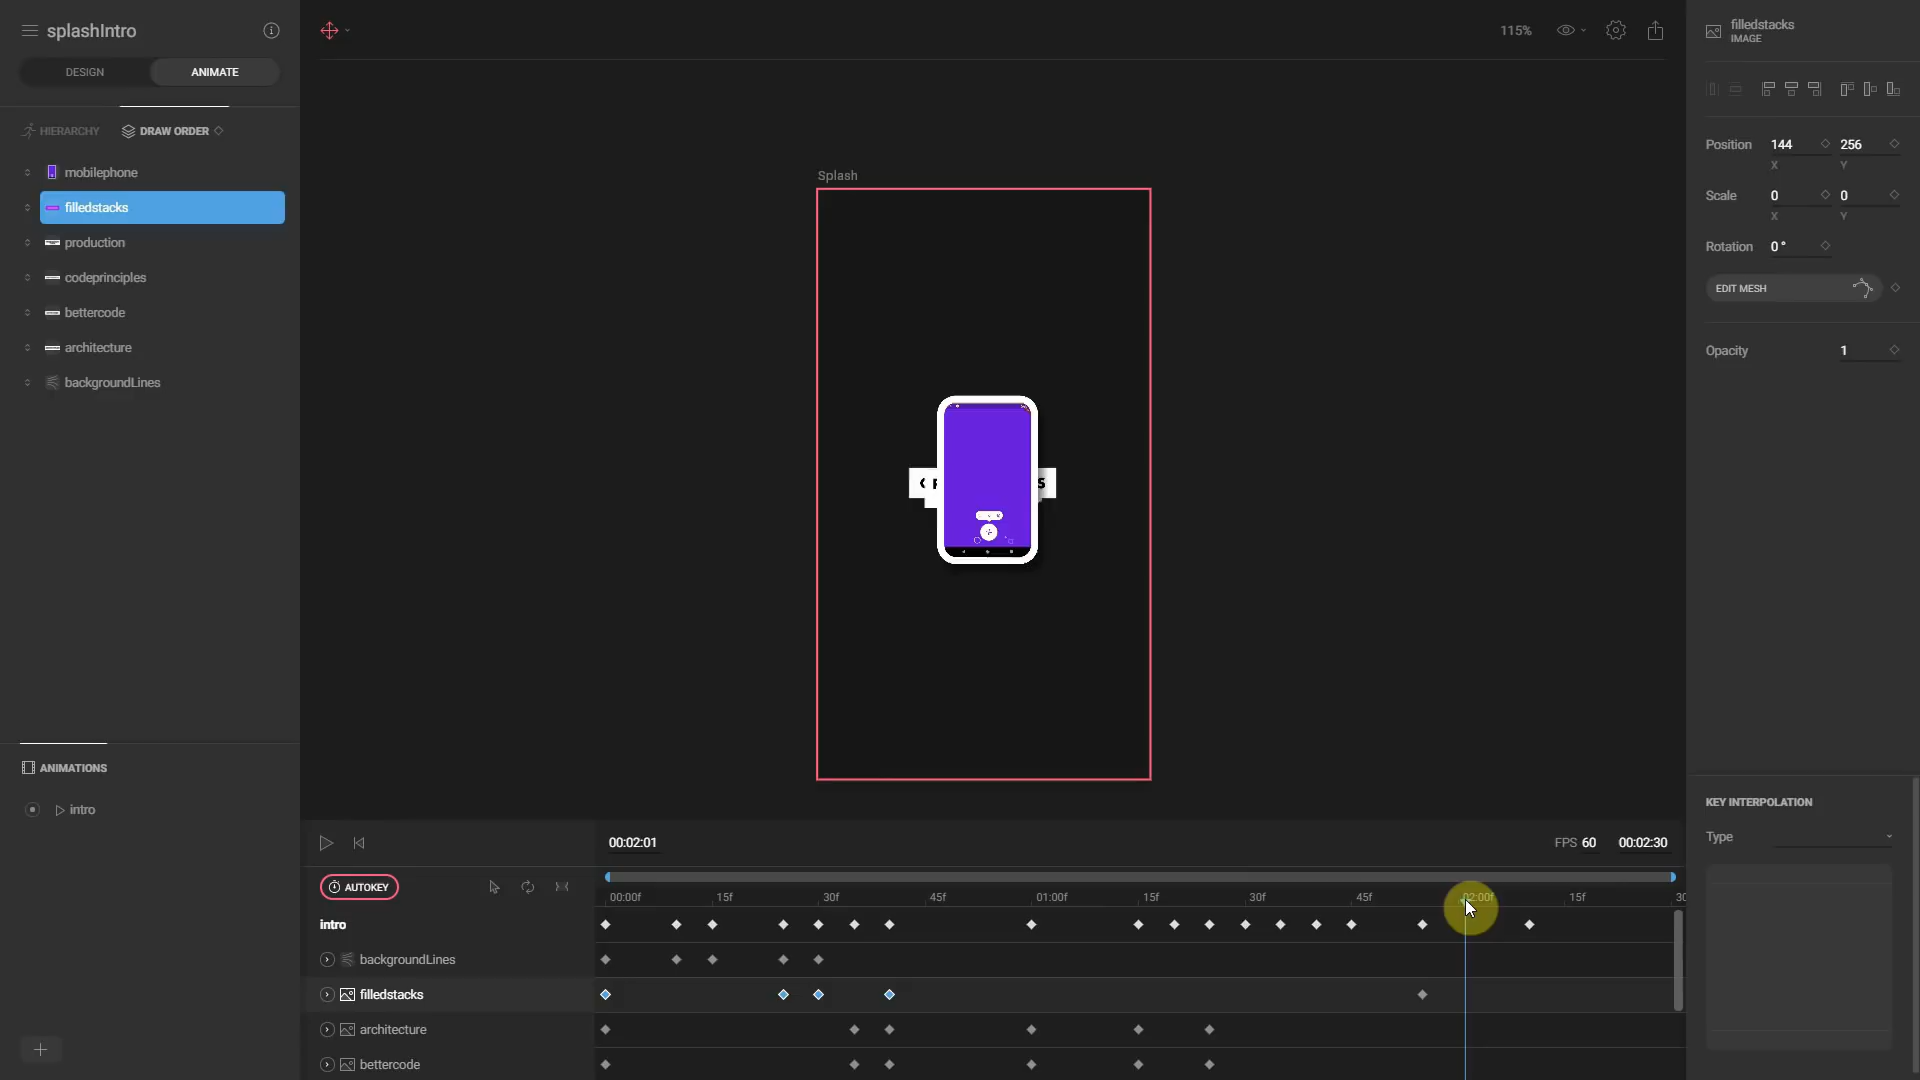 splashIntro
DESIGN
ANIMATE
HIERARCHY
DRAW ORDER
mobilephone
filledstacks
production
codeprinciples
bettercode
architecture
backgroundLines
ANIMATIONS
intro
115%
Splash
S
filledstacks
IMAGE
Position
144
256
X
Y
Scale
0
0
X
Y
Rotation
0°
EDIT MESH
Opacity
1
KEY INTERPOLATION
Type
00:02:01
FPS 60
00:02:30
AUTOKEY
00:00f
15f
30f
45f
01:00f
15f
30f
45f
02:00f
15f
30
intro
backgroundLines
filledstacks
architecture
bettercode